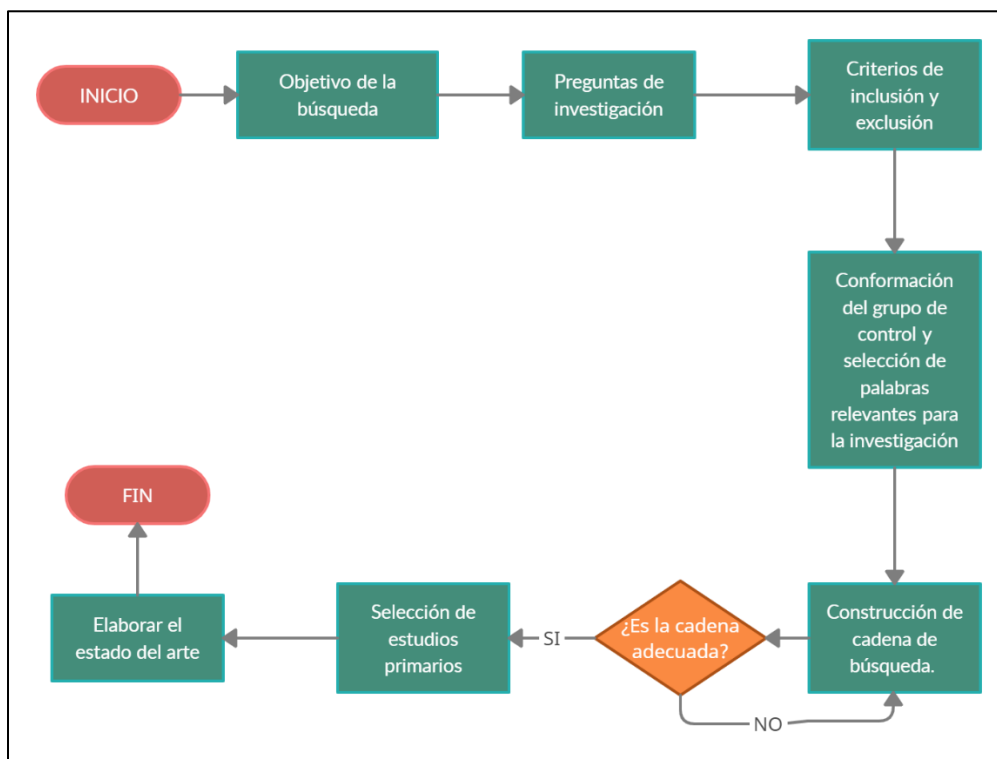 INICIO
Objetivo de la
búsqueda
Preguntas de
investigación
Criterios de
inclusión y
exclusión
Conformación
del grupo de
control y
selección de
palabras
relevantes para
la investigación
Construcción de
cadena de
búsqueda.
¿Es la cadena
adecuada?
NO
SI
Selección de
estudios
primarios
Elaborar el
estado del arte
FIN